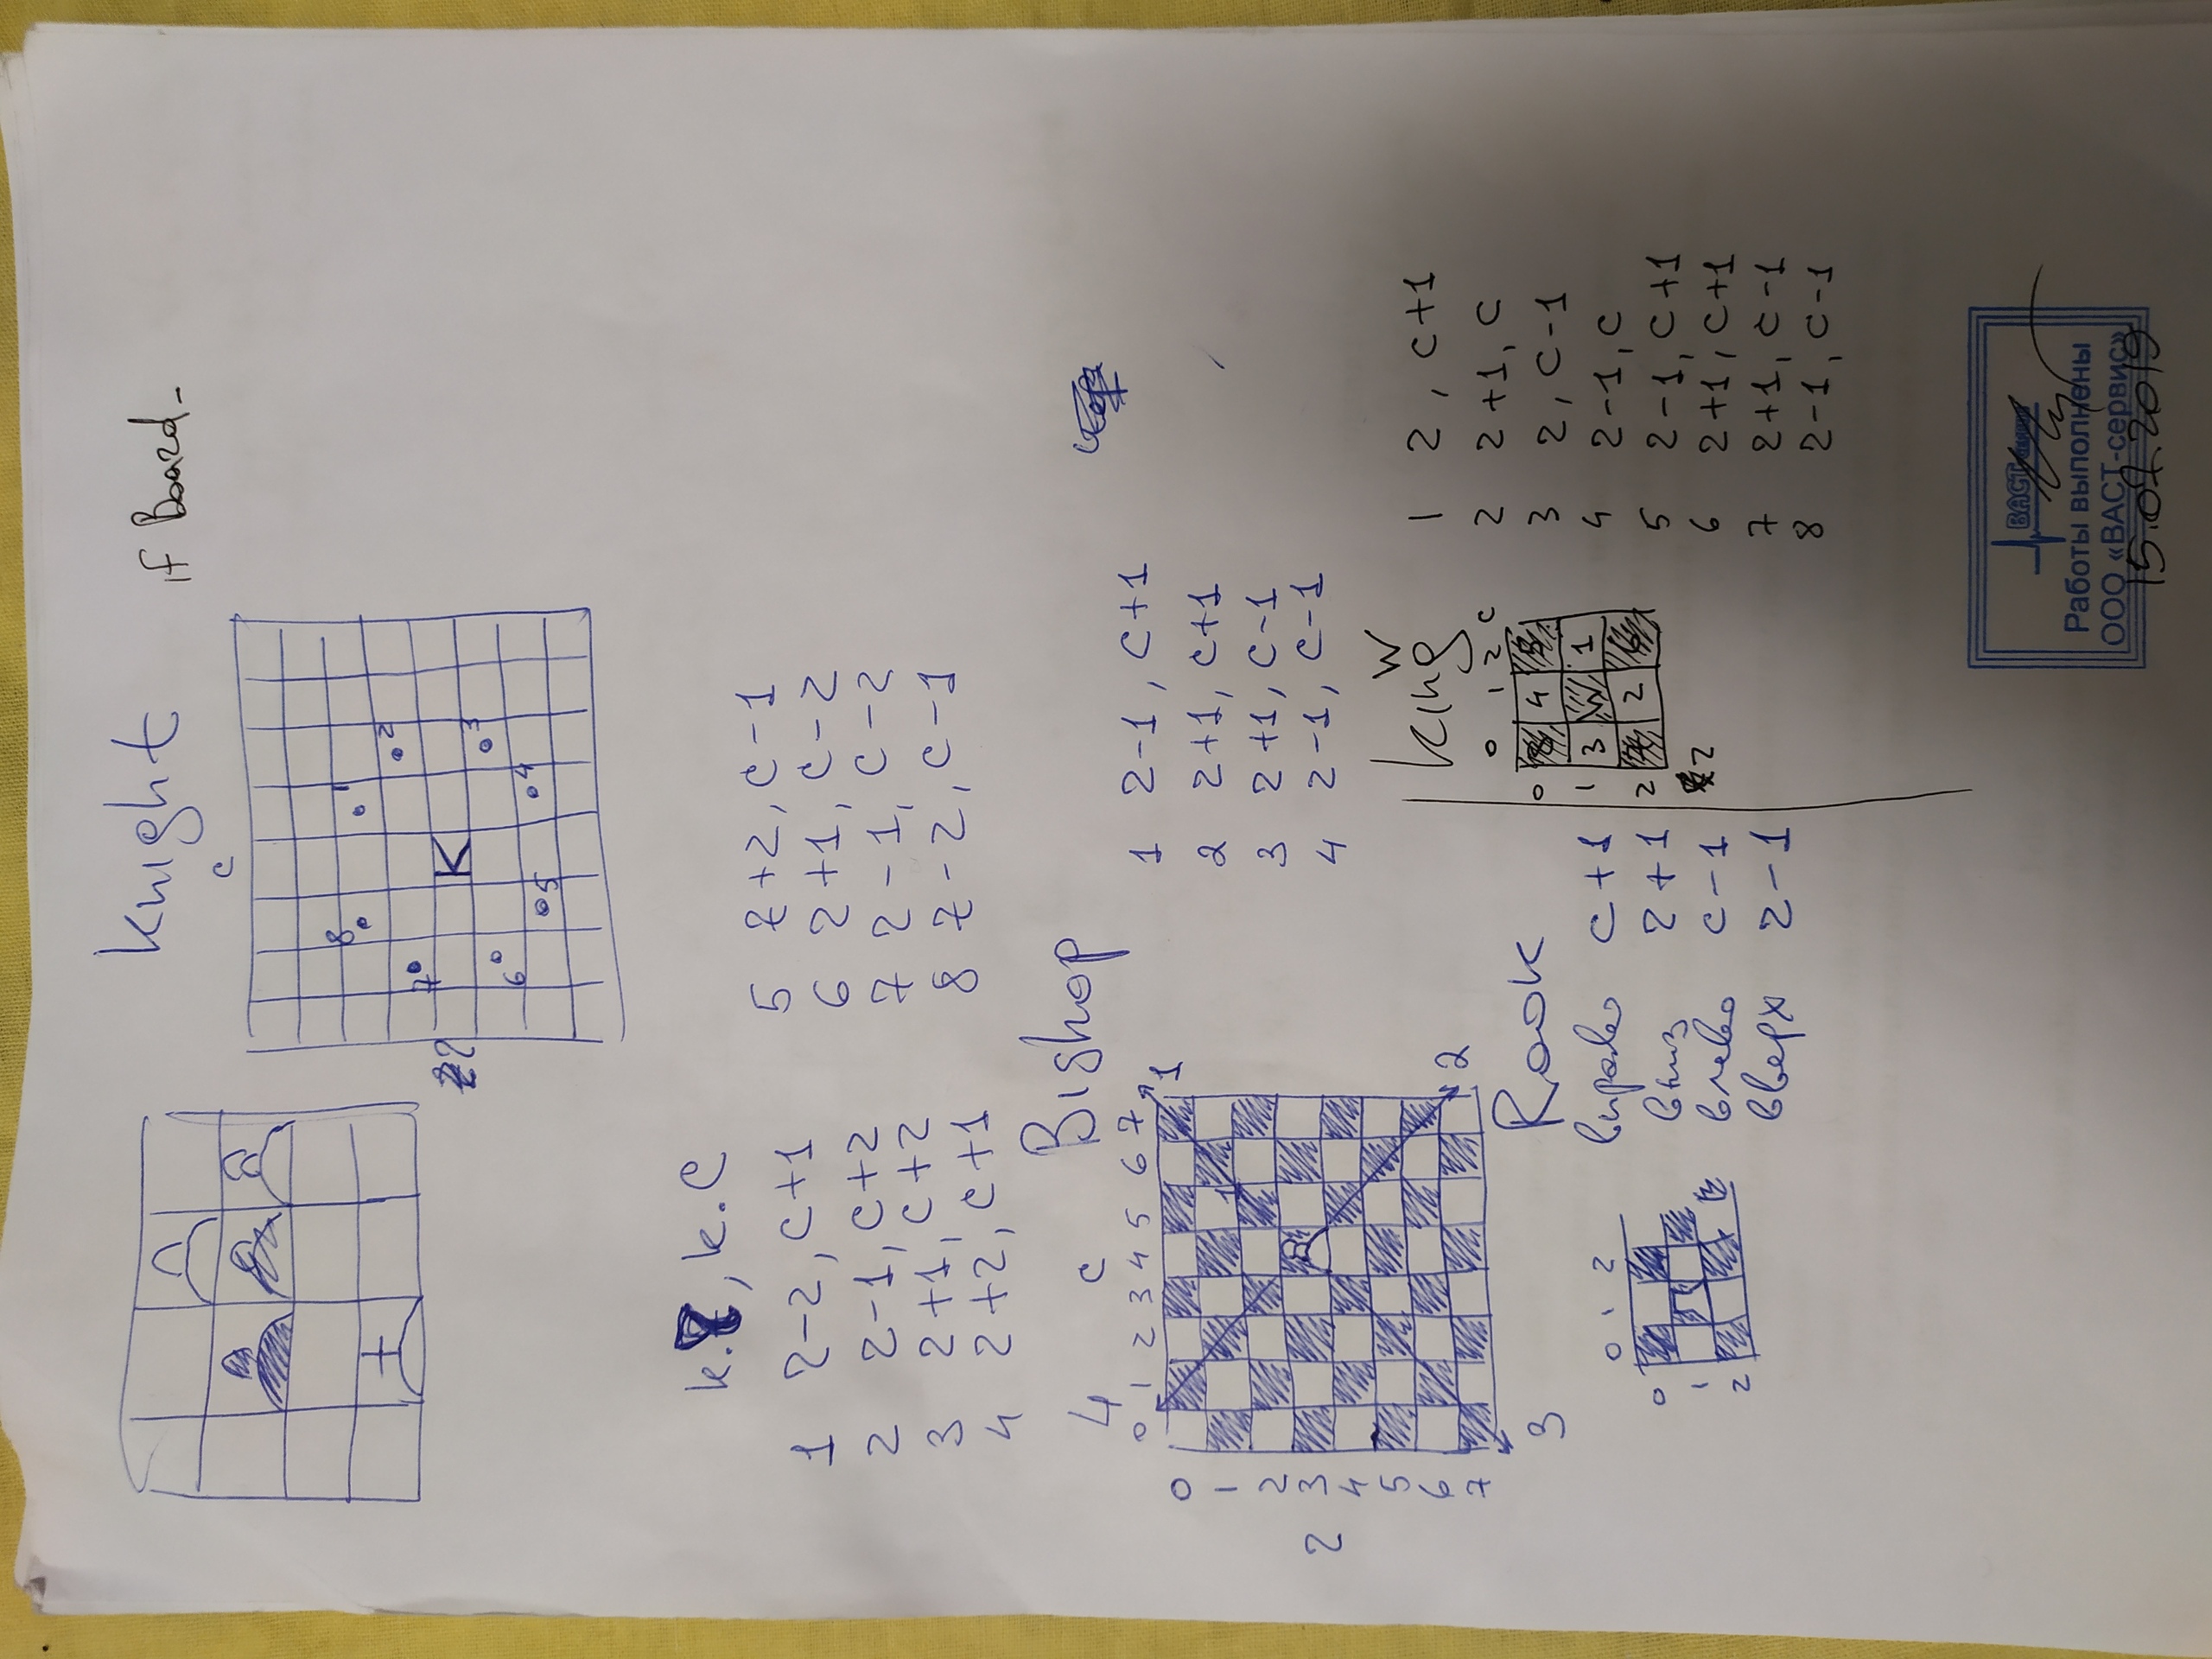 Knight
if Board.
c
1
2
3
4
5
6
7
8
K
r
k.r, k.c
1 r-2, c+1
2 r-1, c+2
3 r+1, c+2
4 r+2, c+1
5 r+2, c-1
6 r+1, c-2
7 r-1, c-2
8 r-2, c-1
Bishop
4 c 1
0 1 2 3 4 5 6 7
0
1
2
3
4
5
6
7
r
3 2
1 r-1, c+1
2 r+1, c+1
3 r+1, c-1
4 r-1, c-1
Rook
0 1 2
0
1
2
вправо c+1
вниз r+1
влево c-1
вверх r-1
King W
0 1 2 c
0 4
1 3 1
2 2
r
1 r, c+1
2 r+1, c
3 r, c-1
4 r-1, c
5 r-1, c+1
6 r+1, c+1
7 r+1, c-1
8 r-1, c-1
ВАСТ
Работы выполнены
ООО «ВАСТ-сервис»
15.07.2019